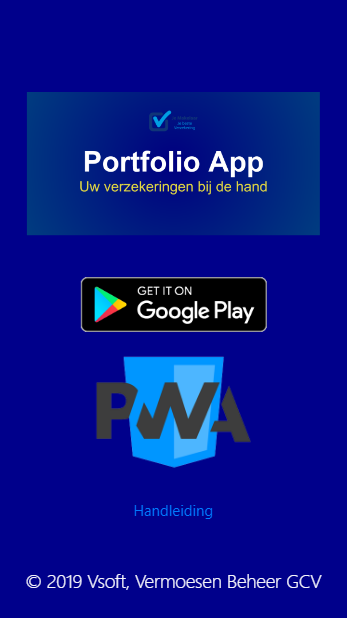 Portfolio App
Uw verzekeringen bij de hand
GET IT ON
Google Play
PWA
Handleiding
© 2019 Vsoft, Vermoesen Beheer GCV